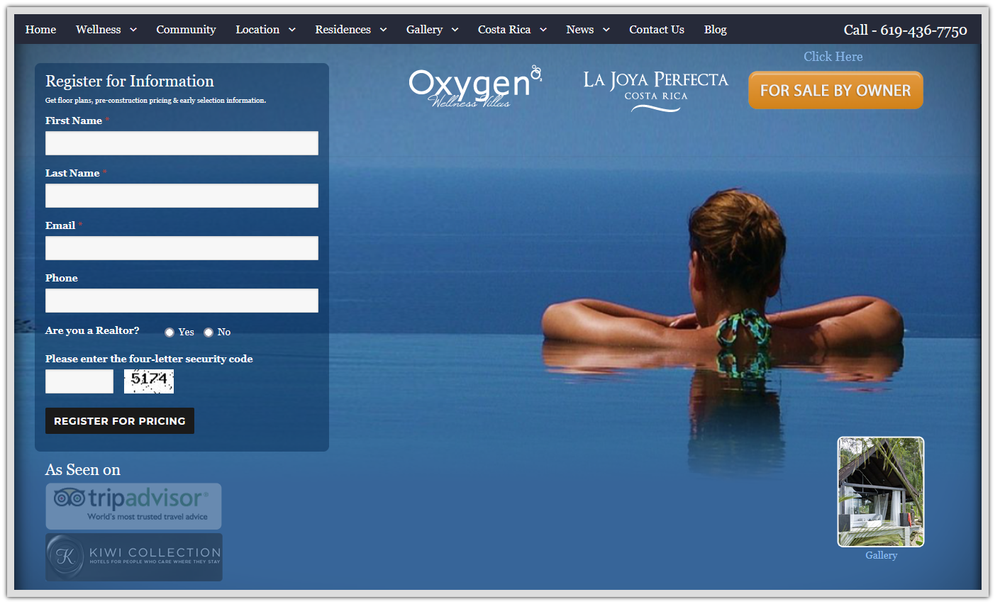 Home Wellness Community Location Residences Gallery Costa Rica News Contact Us Blog Call - 619-436-7750
Click Here
Register for Information
Get floor plans, pre-construction pricing & early selection information.
First Name *
Last Name *
Email *
Phone
Are you a Realtor? Yes No
Please enter the four-letter security code
5174
REGISTER FOR PRICING
Oxygen
2
Wellness Villas
LA JOYA PERFECTA
COSTA RICA
FOR SALE BY OWNER
As Seen on
tripadvisor®
World's most trusted travel advice
K
KIWI COLLECTION
HOTELS FOR PEOPLE WHO CARE WHERE THEY STAY
Gallery